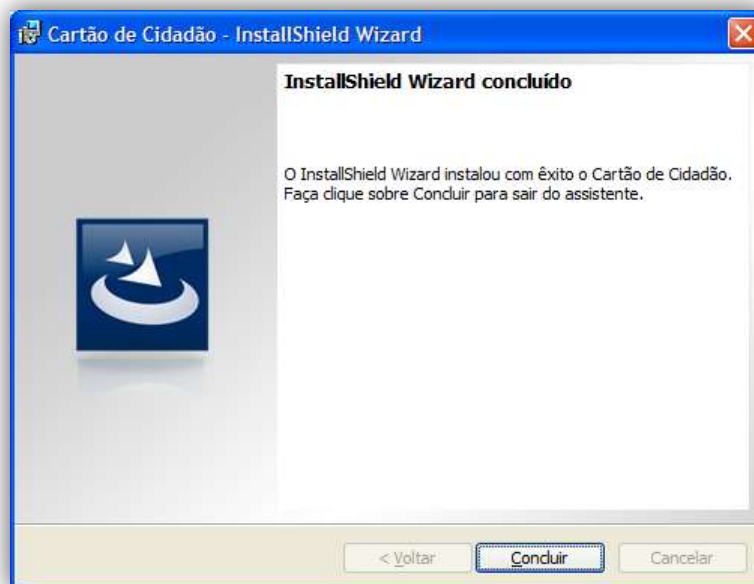 Cartão de Cidadão - InstallShield Wizard
InstallShield Wizard concluído
O InstallShield Wizard instalou com êxito o Cartão de Cidadão.
Faça clique sobre Concluir para sair do assistente.
< Voltar
Concluir
Cancelar